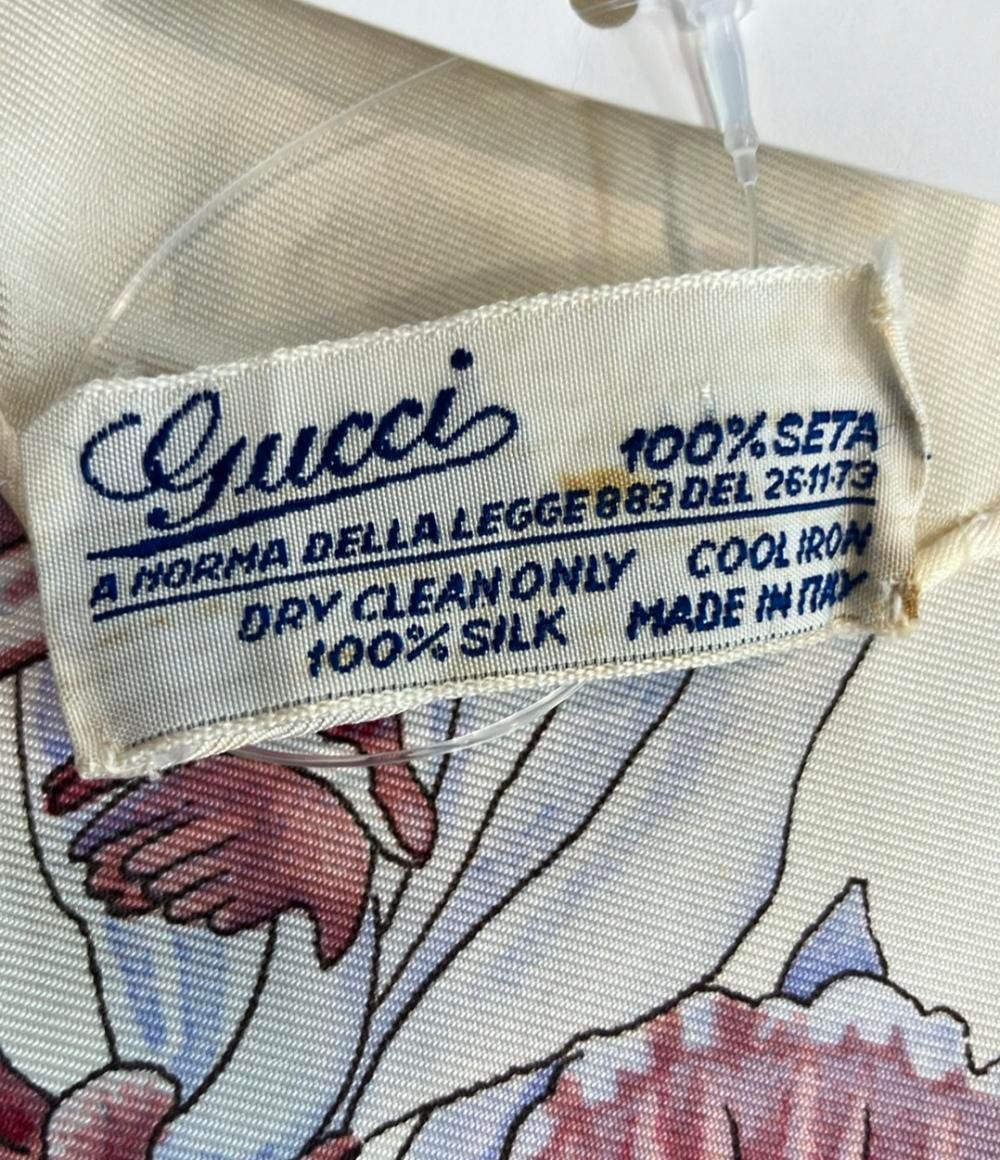 Gucci
100% SETA
A NORMA DELLA LEGGE 883 DEL 26·11·73
DRY CLEAN ONLY COOL IRON
100% SILK MADE IN ITALY